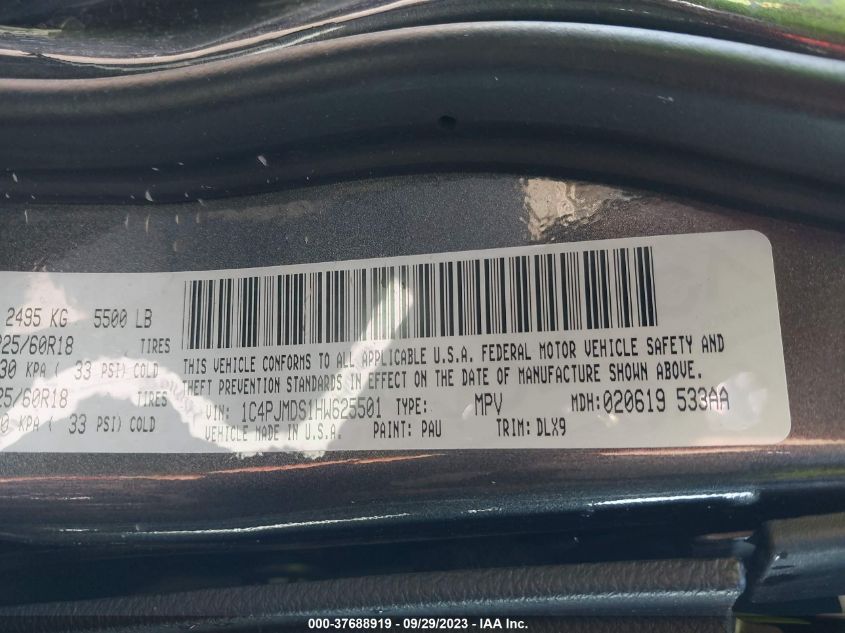 2495 KG 5500 LB
225/60R18 TIRES
30 KPA ( 33 PSI) COLD
25/60R18 TIRES
0 KPA ( 33 PSI) COLD
THIS VEHICLE CONFORMS TO ALL APPLICABLE U.S.A. FEDERAL MOTOR VEHICLE SAFETY AND
THEFT PREVENTION STANDARDS IN EFFECT ON THE DATE OF MANUFACTURE SHOWN ABOVE.
VIN: 1C4PJMDS1HW625501 TYPE: MPV MDH: 020619 533AA
VEHICLE MADE IN U.S.A. PAINT: PAU TRIM: DLX9
000-37688919 - 09/29/2023 - IAA Inc.